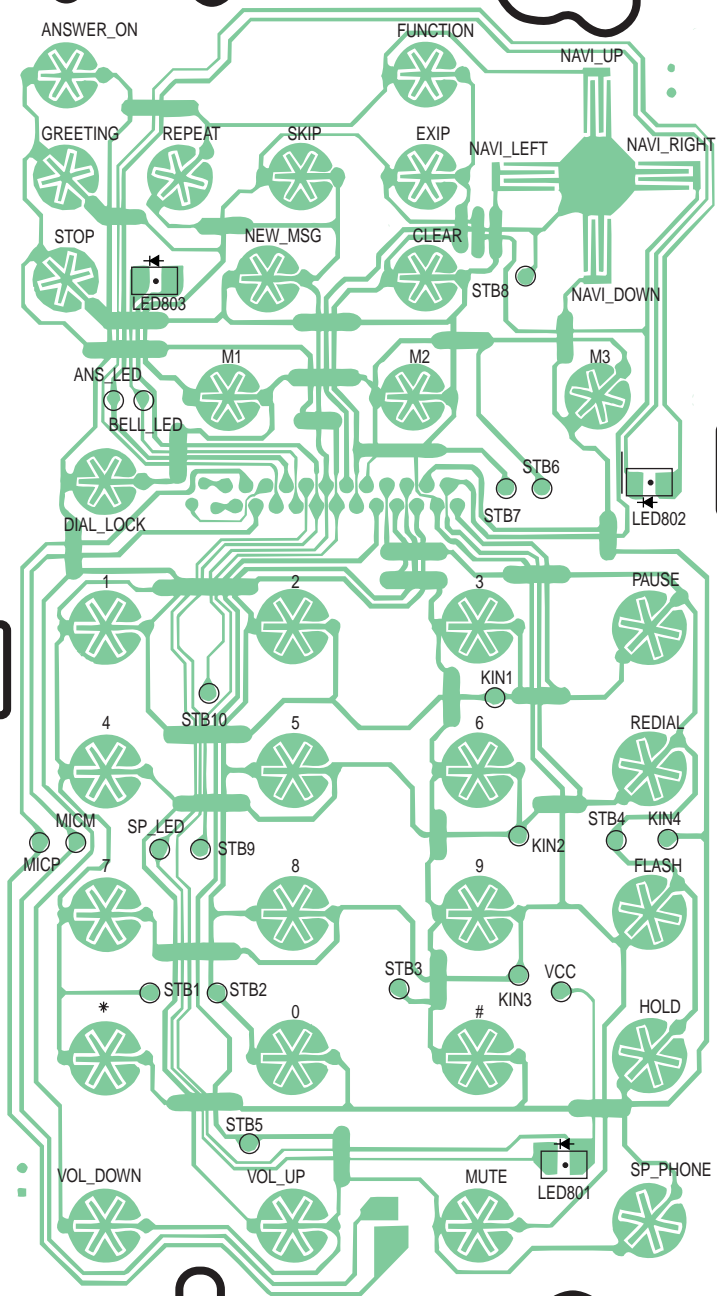 ANSWER_ON
FUNCTION
NAVI_UP
GREETING
REPEAT
SKIP
EXIP
NAVI_LEFT
NAVI_RIGHT
STOP
NEW_MSG
CLEAR
STB8
NAVI_DOWN
LED803
M1
M2
M3
ANS_LED
BELL_LED
STB6
STB7
LED802
DIAL_LOCK
1
2
3
PAUSE
KIN1
STB10
4
5
6
REDIAL
MICM
MICP
SP_LED
STB9
KIN2
STB4
KIN4
7
8
9
FLASH
STB1
STB2
STB3
KIN3
VCC
*
0
#
HOLD
STB5
VOL_DOWN
VOL_UP
MUTE
LED801
SP_PHONE